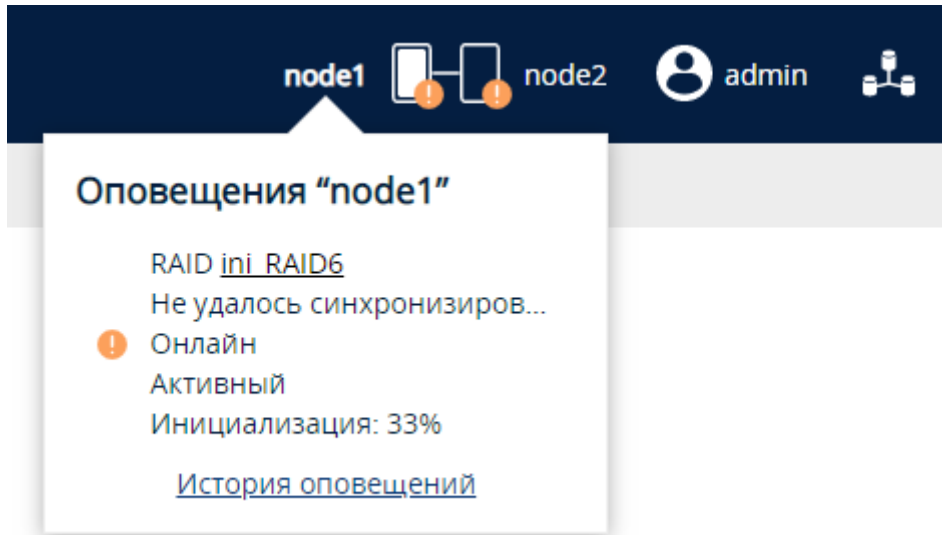 node1 node2 admin
Оповещения “node1”
RAID ini_RAID6
Не удалось синхронизиров...
Онлайн
Активный
Инициализация: 33%
История оповещений